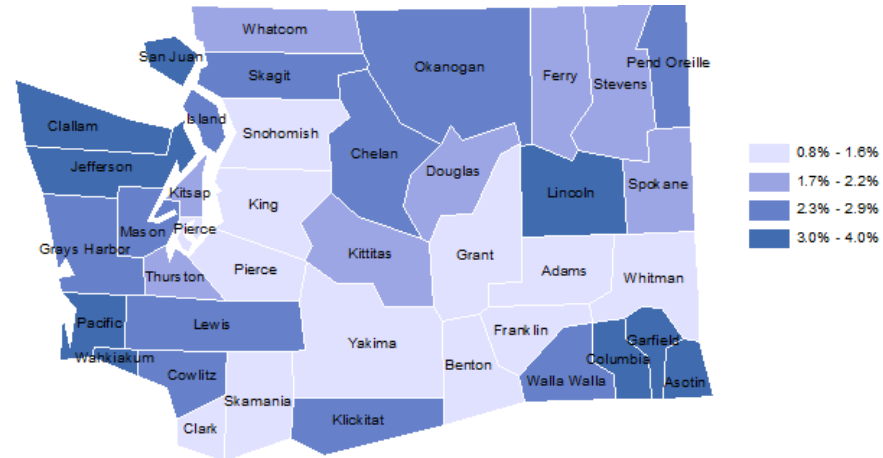 Whatcom
San Juan
Skagit
Okanogan
Ferry
Stevens
Pend Oreille
Island
Clallam
Snohomish
Jefferson
Chelan
Douglas
Kitsap
Lincoln
Spokane
King
Mason
Pierce
Grays Harbor
Kittitas
Grant
Thurston
Pierce
Adams
Whitman
Pacific
Lewis
Franklin
Yakima
Garfield
Wahkiakum
Columbia
Benton
Cowlitz
Walla Walla
Asotin
Skamania
Klickitat
Clark
0.8% - 1.6%
1.7% - 2.2%
2.3% - 2.9%
3.0% - 4.0%